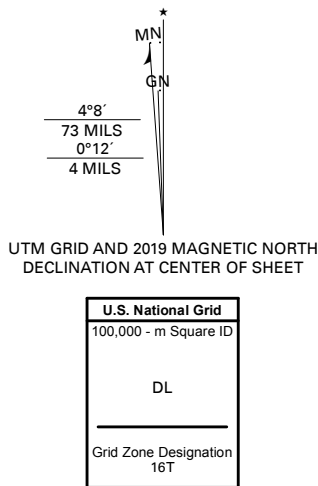 ★
MN
GN
4°8´
73 MILS
0°12´
4 MILS
UTM GRID AND 2019 MAGNETIC NORTH
DECLINATION AT CENTER OF SHEET
U.S. National Grid
100,000 - m Square ID
DL
Grid Zone Designation
16T